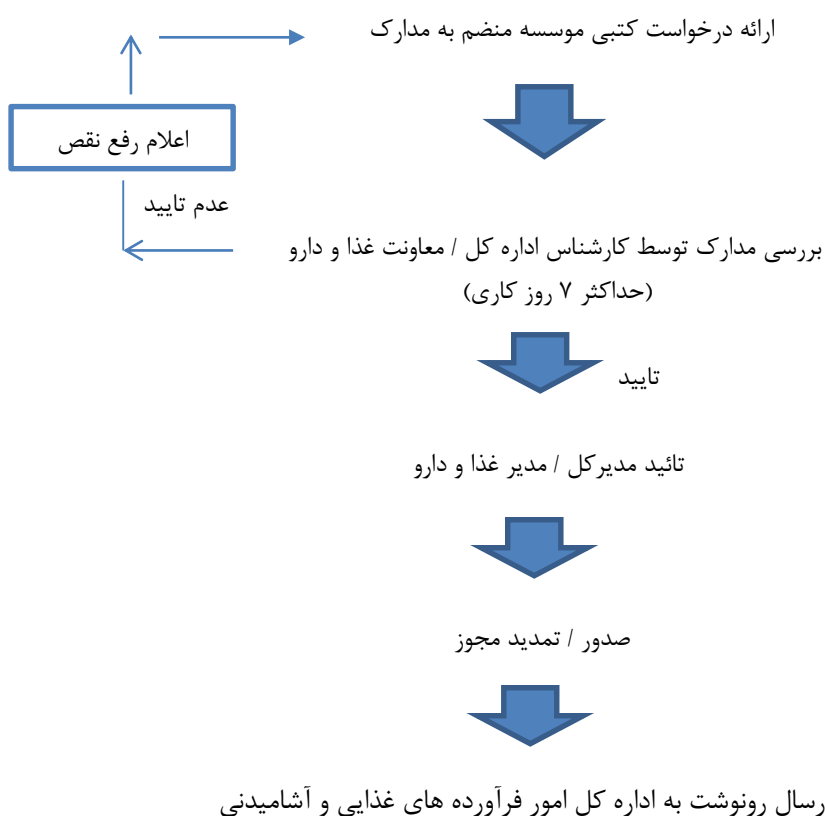 ارائه درخواست کتبی موسسه منضم به مدارک
اعلام رفع نقص
عدم تایید
بررسی مدارک توسط کارشناس اداره کل / معاونت غذا و دارو
(حداکثر ۷ روز کاری)
تایید
تائید مدیرکل / مدیر غذا و دارو
صدور / تمدید مجوز
رسال رونوشت به اداره کل امور فرآورده های غذایی و آشامیدنی